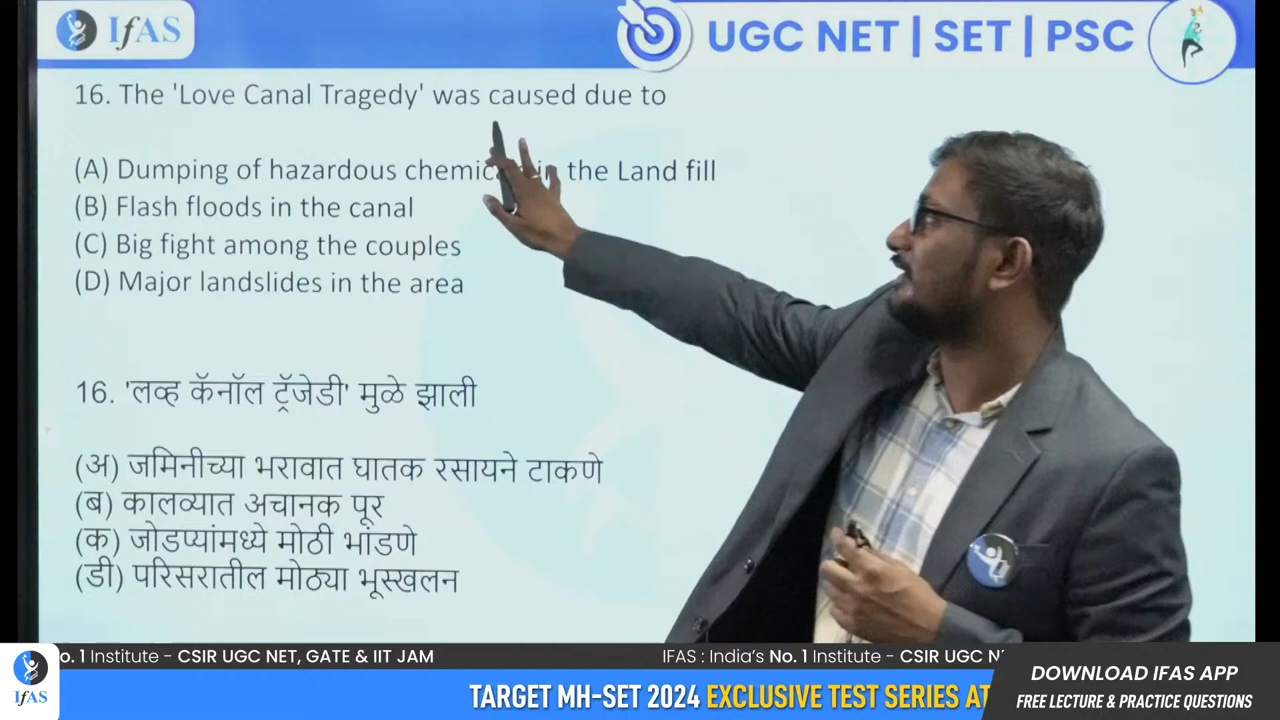 IfAS
UGC NET | SET | PSC
16. The 'Love Canal Tragedy' was caused due to
(A) Dumping of hazardous chemic in the Land fill
(B) Flash floods in the canal
(C) Big fight among the couples
(D) Major landslides in the area
16. 'लव्ह कॅनॉल ट्रॅजेडी' मुळे झाली
(अ) जमिनीच्या भरावात घातक रसायने टाकणे
(ब) कालव्यात अचानक पूर
(क) जोडप्यांमध्ये मोठी भांडणे
(डी) परिसरातील मोठ्या भूस्खलन
o. 1 Institute - CSIR UGC NET, GATE & IIT JAM
IFAS : India's No. 1 Institute - CSIR UGC N
DOWNLOAD IFAS APP
FREE LECTURE & PRACTICE QUESTIONS
IfAS
TARGET MH-SET 2024 EXCLUSIVE TEST SERIES AT